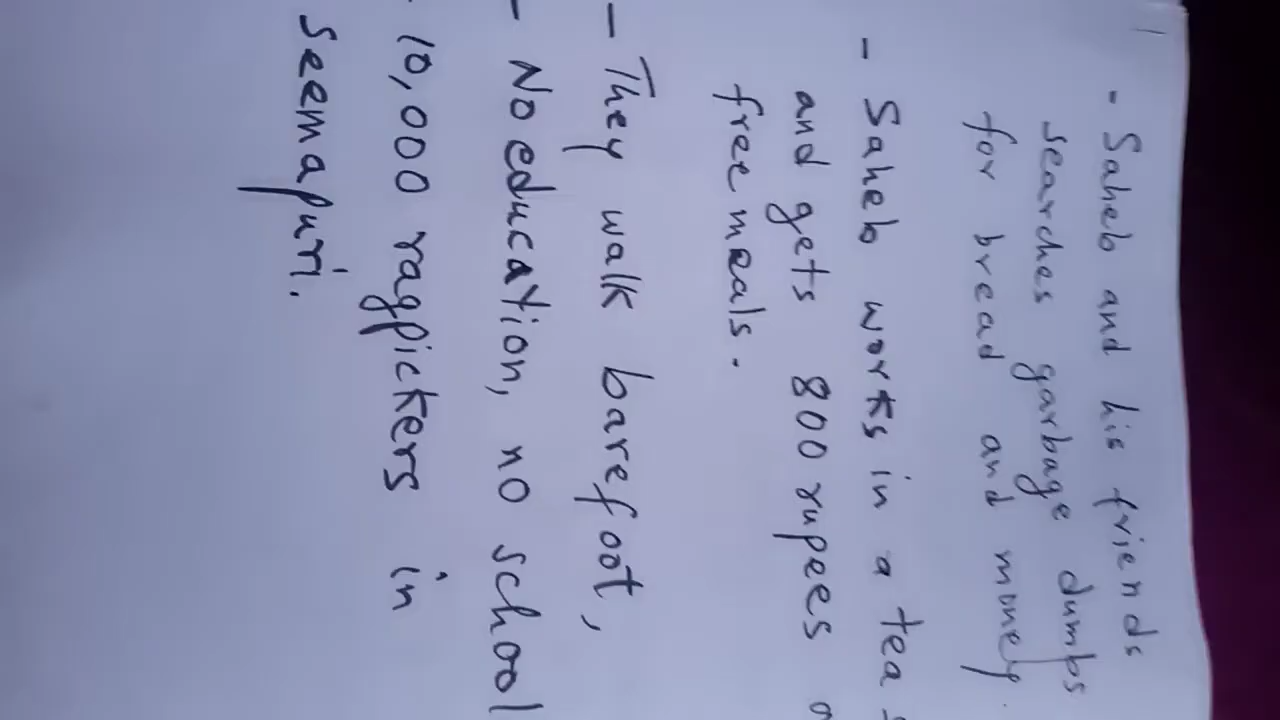 - Saheb and his friends
searches garbage dumps
for bread and money.
- Saheb works in a tea
and gets 800 rupees
free meals.
- They walk barefoot,
- No education, no school
- 10,000 ragpickers in
Seemapuri.